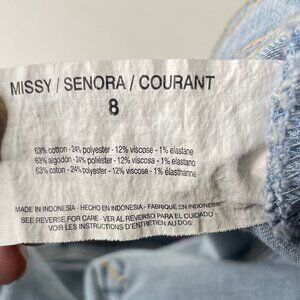 MISSY / SENORA / COURANT
8
63% cotton - 24% polyester - 12% viscose - 1% elastane
63% algodón - 24% poliéster - 12% viscosa - 1% elastano
63% coton - 24% polyester - 12% viscose - 1% élasthanne
MADE IN INDONESIA - HECHO EN INDONESIA - FABRIQUÉ EN INDONÉSIE
SEE REVERSE FOR CARE - VER AL REVERSO PARA EL CUIDADO -
VOIR LES INSTRUCTIONS D'ENTRETIEN AU DOS.